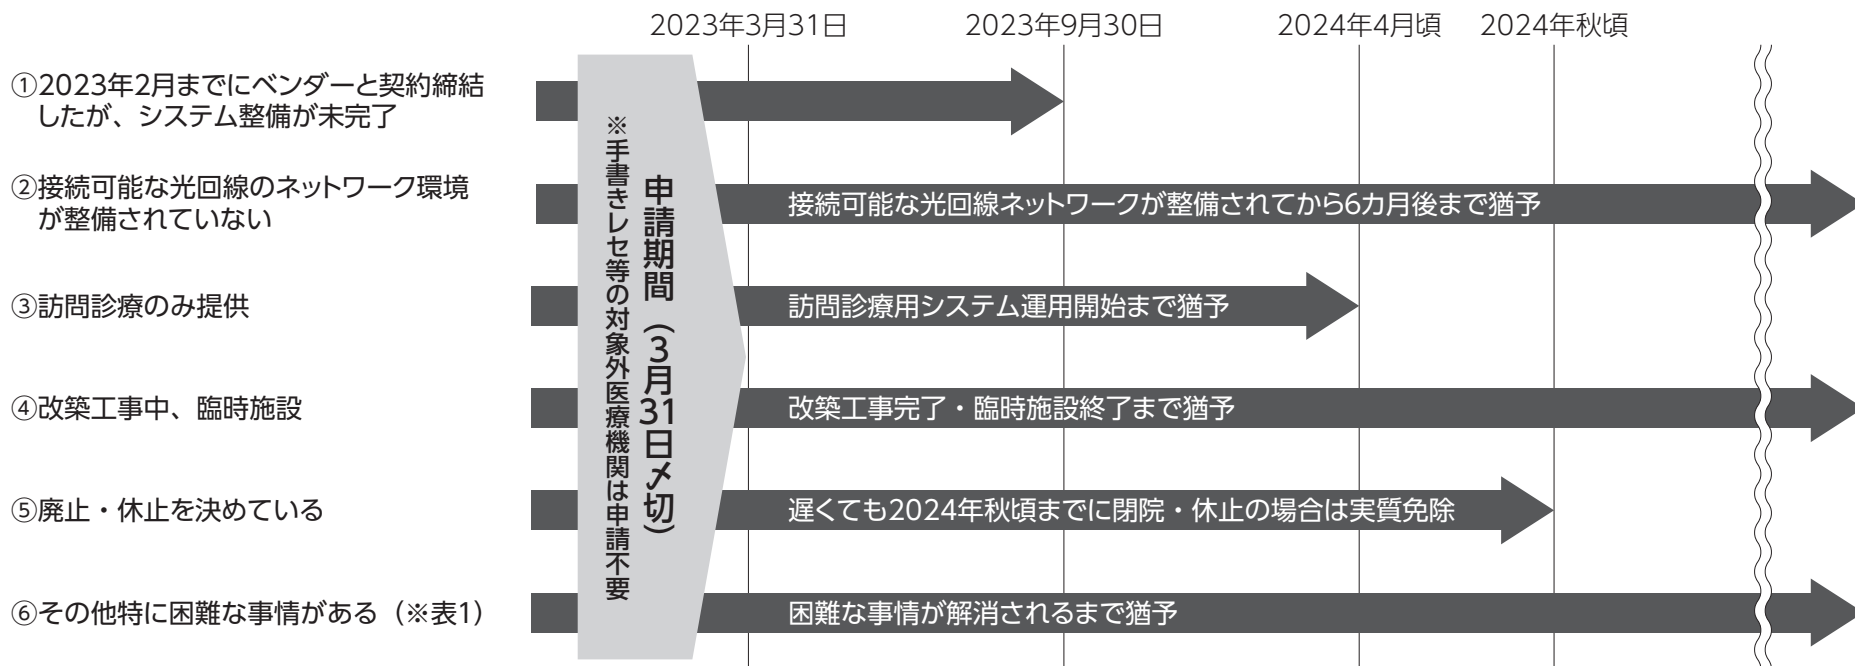 2023年3月31日 2023年9月30日 2024年4月頃 2024年秋頃
①2023年2月までにベンダーと契約締結
したが、システム整備が未完了
②接続可能な光回線のネットワーク環境
が整備されていない
接続可能な光回線ネットワークが整備されてから6カ月後まで猶予
③訪問診療のみ提供
訪問診療用システム運用開始まで猶予
④改築工事中、臨時施設
改築工事完了・臨時施設終了まで猶予
⑤廃止・休止を決めている
遅くても2024年秋頃までに閉院・休止の場合は実質免除
⑥その他特に困難な事情がある（※表1）
困難な事情が解消されるまで猶予
申請期間（3月31日〆切）
※手書きレセ等の対象外医療機関は申請不要